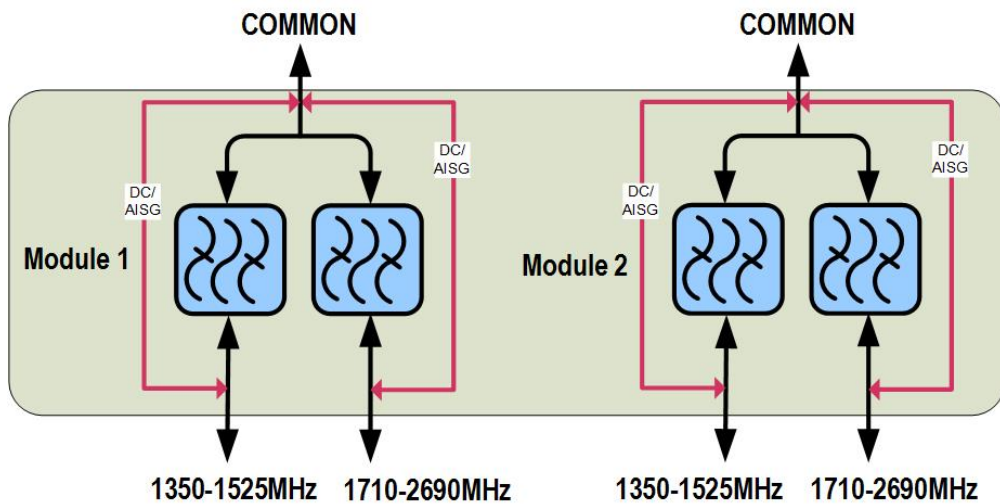 COMMON
COMMON
DC/
AISG
DC/
AISG
DC/
AISG
DC/
AISG
Module 1
Module 2
1350-1525MHz
1710-2690MHz
1350-1525MHz
1710-2690MHz